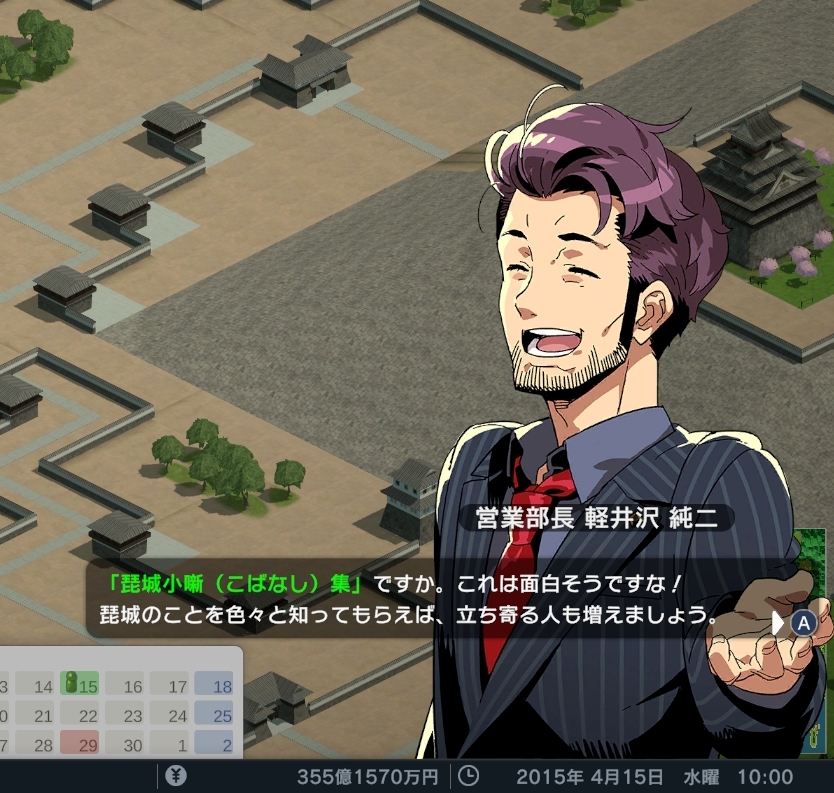 営業部長 軽井沢 純二
「琵城小噺（こばなし）集」ですか。これは面白そうですな！
琵城のことを色々と知ってもらえば、立ち寄る人も増えましょう。
A
14 15 16 17 18
21 22 23 24 25
28 29 30 1 2
¥ 355億1570万円 2015年 4月15日 水曜 10:00